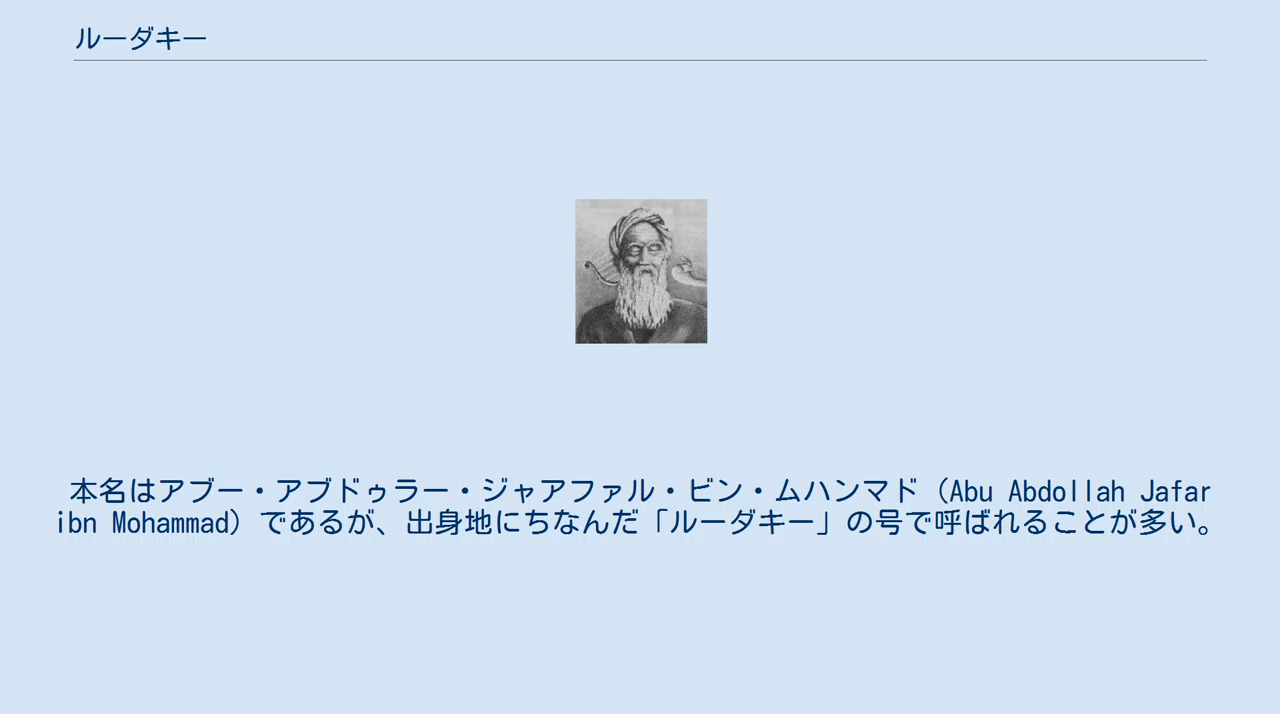 ルーダキー
本名はアブー・アブドゥラー・ジャアファル・ビン・ムハンマド（Abu Abdollah Jafar
ibn Mohammad）であるが、出身地にちなんだ「ルーダキー」の号で呼ばれることが多い。